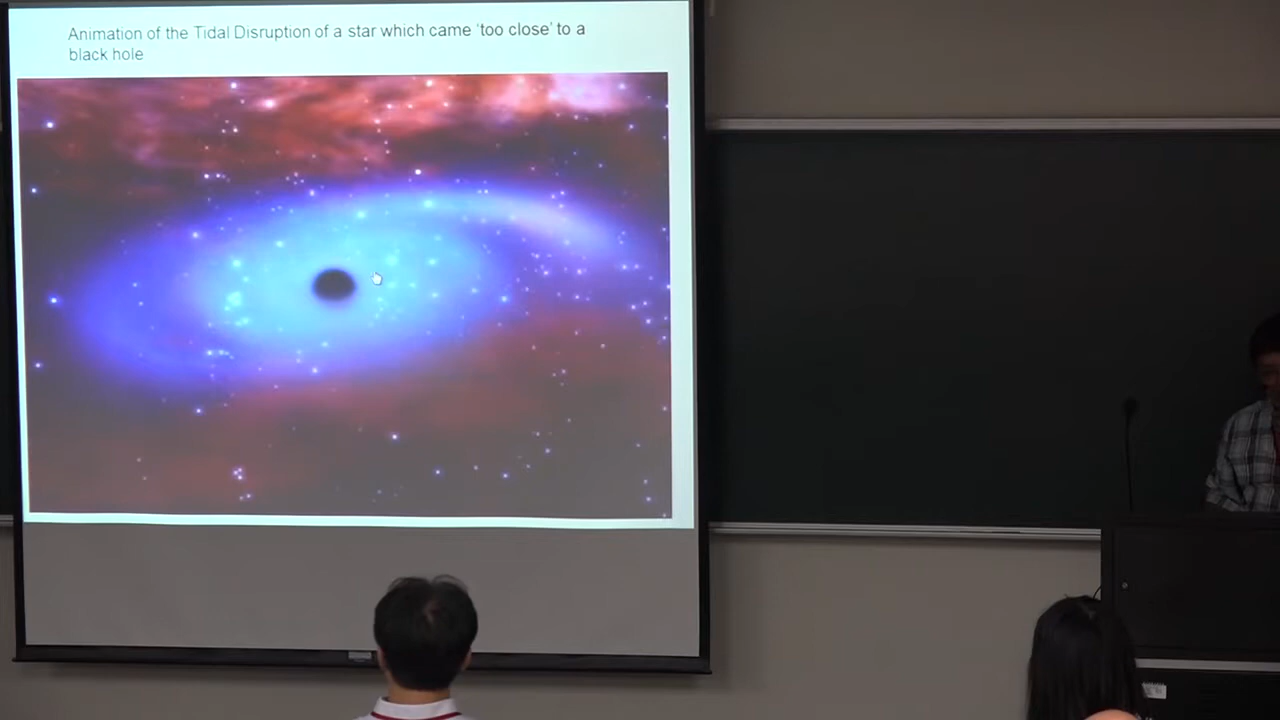 Animation of the Tidal Disruption of a star which came 'too close' to a
black hole